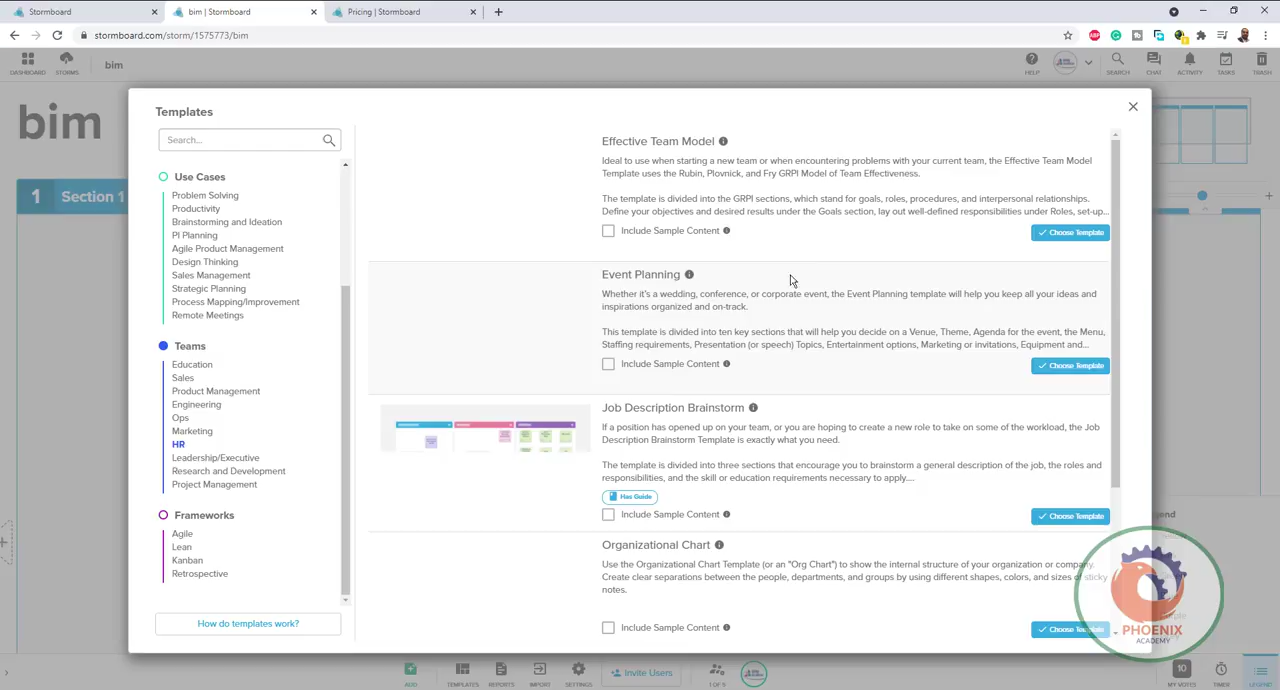 Stormboard
bim | Stormboard
Pricing | Stormboard
stormboard.com/storm/1575773/bim
DASHBOARD
STORMS
bim
HELP
SEARCH
CHAT
ACTIVITY
TASKS
TRASH
bim
1 Section 1
Templates
Search...
Use Cases
Problem Solving
Productivity
Brainstorming and Ideation
PI Planning
Agile Product Management
Design Thinking
Sales Management
Strategic Planning
Process Mapping/Improvement
Remote Meetings
Teams
Education
Sales
Product Management
Engineering
Ops
Marketing
HR
Leadership/Executive
Research and Development
Project Management
Frameworks
Agile
Lean
Kanban
Retrospective
How do templates work?
Effective Team Model
Ideal to use when starting a new team or when encountering problems with your current team, the Effective Team Model
Template uses the Rubin, Plovnick, and Fry GRPI Model of Team Effectiveness.
The template is divided into the GRPI sections, which stand for goals, roles, procedures, and interpersonal relationships.
Define your objectives and desired results under the Goals section, lay out well-defined responsibilities under Roles, set-up...
Include Sample Content
Choose Template
Event Planning
Whether it's a wedding, conference, or corporate event, the Event Planning template will help you keep all your ideas and
inspirations organized and on-track.
This template is divided into ten key sections that will help you decide on a Venue, Theme, Agenda for the event, the Menu,
Staffing requirements, Presentation (or speech) Topics, Entertainment options, Marketing or invitations, Equipment and...
Include Sample Content
Choose Template
Job Description Brainstorm
If a position has opened up on your team, or you are hoping to create a new role to take on some of the workload, the Job
Description Brainstorm Template is exactly what you need.
The template is divided into three sections that encourage you to brainstorm a general description of the job, the roles and
responsibilities, and the skill or education requirements necessary to apply....
Has Guide
Include Sample Content
Choose Template
Organizational Chart
Use the Organizational Chart Template (or an "Org Chart") to show the internal structure of your organization or company.
Create clear separations between the people, departments, and groups by using different shapes, colors, and sizes of sticky
notes.
Include Sample Content
Choose Template
PHOENIX
ACADEMY
ADD
TEMPLATES
REPORTS
IMPORT
SETTINGS
Invite Users
1 OF 5
10
MY VOTES
TIMER
LEGEND